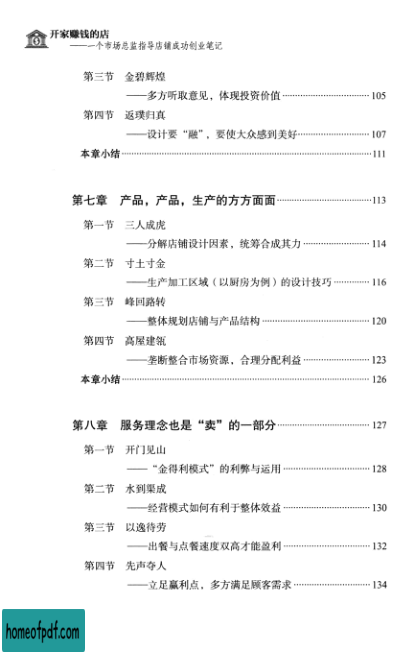 开家赚钱的店
——一个市场总监指导店铺成功创业笔记
第三节 金碧辉煌
——多方听取意见，体现投资价值 105
第四节 返璞归真
——设计要“融”，要使大众感到美好 107
本章小结 111
第七章 产品，产品，生产的方方面面 113
第一节 三人成虎
——分解店铺设计因素，统筹合成其力 114
第二节 寸土寸金
——生产加工区域（以厨房为例）的设计技巧 116
第三节 峰回路转
——整体规划店铺与产品结构 120
第四节 高屋建瓴
——垄断整合市场资源，合理分配利益 123
本章小结 126
第八章 服务理念也是“卖”的一部分 127
第一节 开门见山
——“金得利模式”的利弊与运用 128
第二节 水到渠成
——经营模式如何有利于整体效益 130
第三节 以逸待劳
——出餐与点餐速度双高才能盈利 132
第四节 先声夺人
——立足赢利点，多方满足顾客需求 134
homeofpdf.com